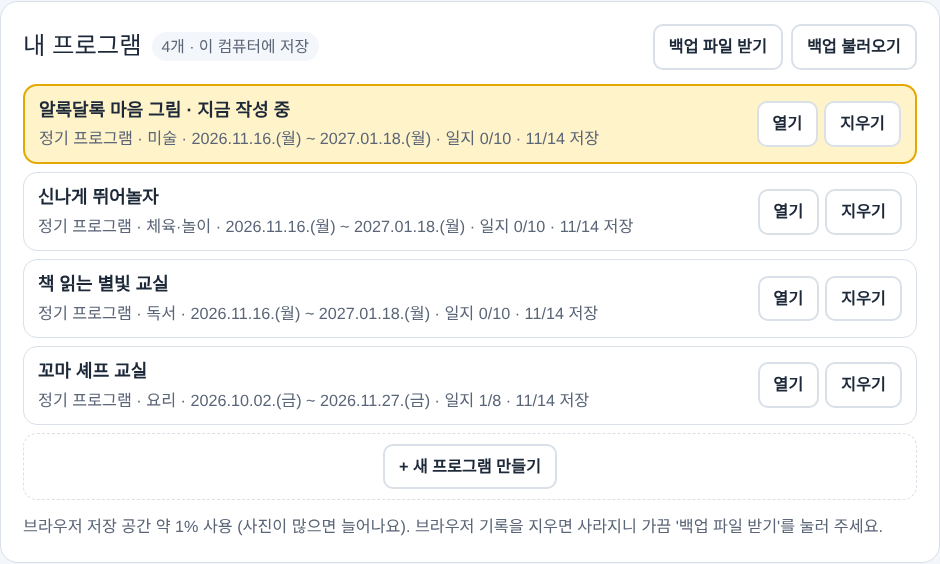 내 프로그램 4개 · 이 컴퓨터에 저장 백업 파일 받기 백업 불러오기
알록달록 마음 그림 · 지금 작성 중
정기 프로그램 · 미술 · 2026.11.16.(월) ~ 2027.01.18.(월) · 일지 0/10 · 11/14 저장
열기 지우기
신나게 뛰어놀자
정기 프로그램 · 체육·놀이 · 2026.11.16.(월) ~ 2027.01.18.(월) · 일지 0/10 · 11/14 저장
열기 지우기
책 읽는 별빛 교실
정기 프로그램 · 독서 · 2026.11.16.(월) ~ 2027.01.18.(월) · 일지 0/10 · 11/14 저장
열기 지우기
꼬마 셰프 교실
정기 프로그램 · 요리 · 2026.10.02.(금) ~ 2026.11.27.(금) · 일지 1/8 · 11/14 저장
열기 지우기
+ 새 프로그램 만들기
브라우저 저장 공간 약 1% 사용 (사진이 많으면 늘어나요). 브라우저 기록을 지우면 사라지니 가끔 '백업 파일 받기'를 눌러 주세요.